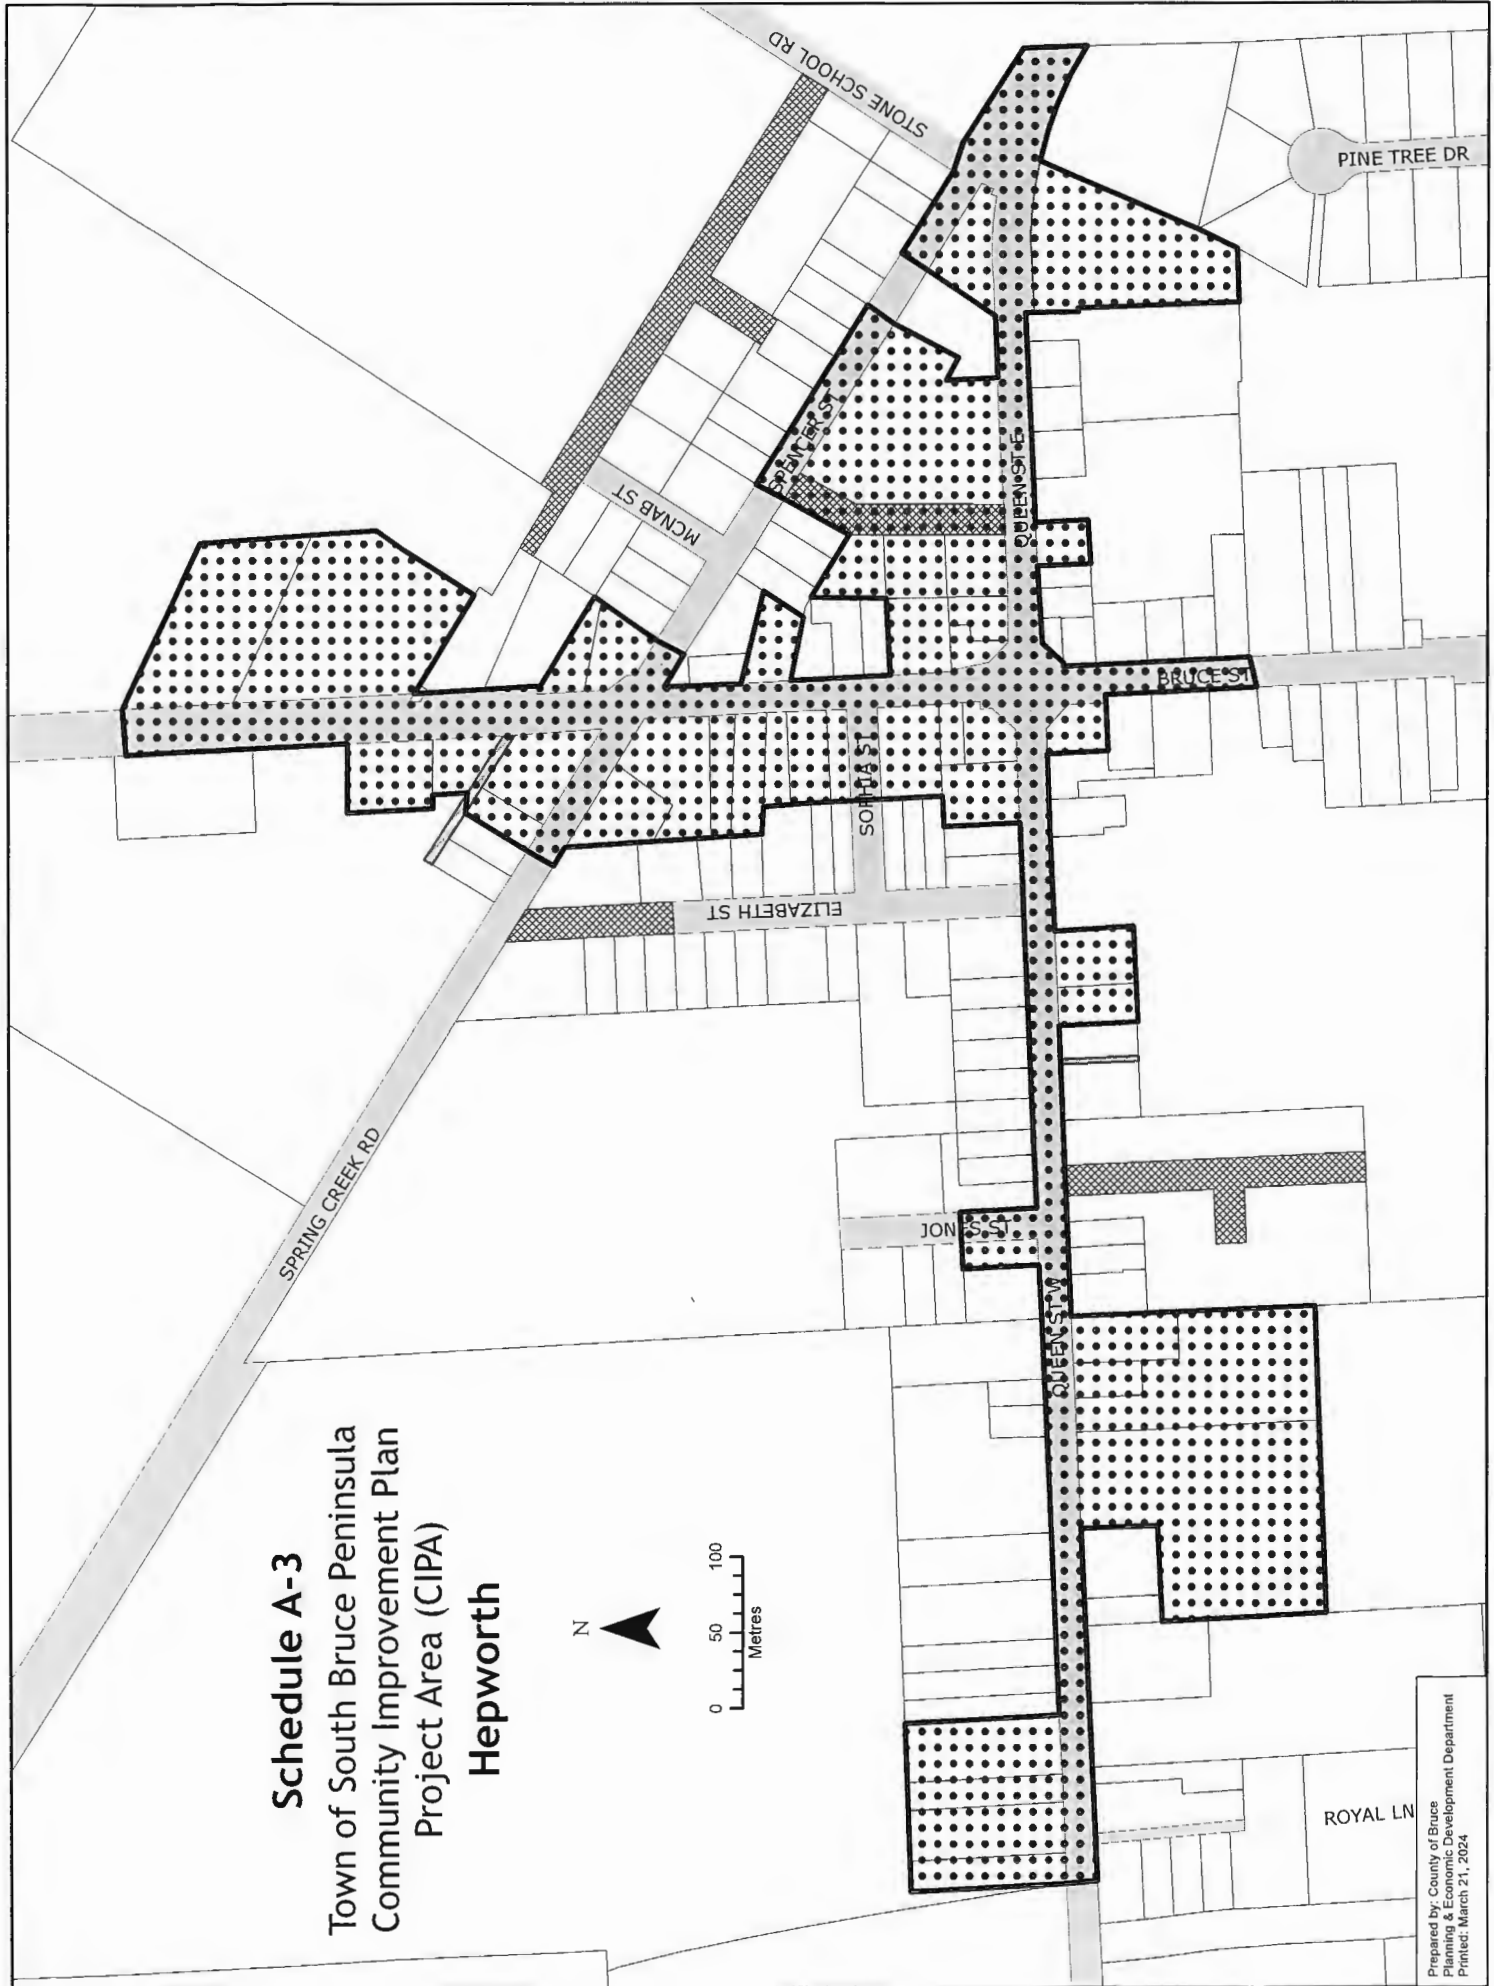 Schedule A-3
Town of South Bruce Peninsula
Community Improvement Plan
Project Area (CIPA)
Hepworth
N
0 50 100
Metres
SPRING CREEK RD
STONE SCHOOL RD
MCNAB ST
SPENCER ST
PINE TREE DR
QUEEN ST E
BRUCE ST
SOPHIA ST
ELIZABETH ST
JONES ST
QUEEN ST W
ROYAL LN
Prepared by: County of Bruce
Planning & Economic Development Department
Printed: March 21, 2024